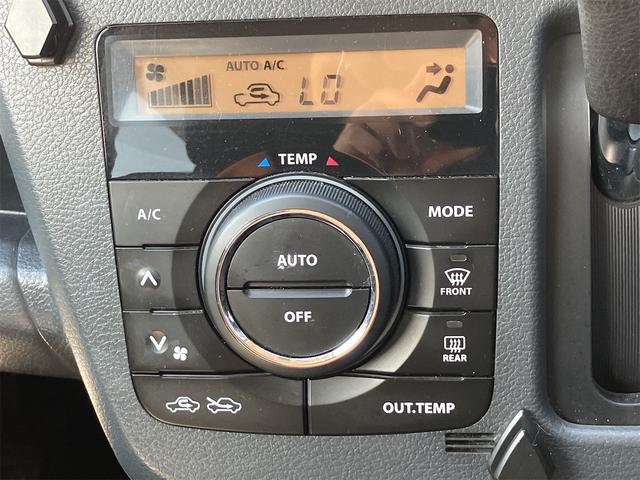 AUTO A/C
LO
TEMP
A/C
MODE
AUTO
OFF
FRONT
REAR
OUT.TEMP